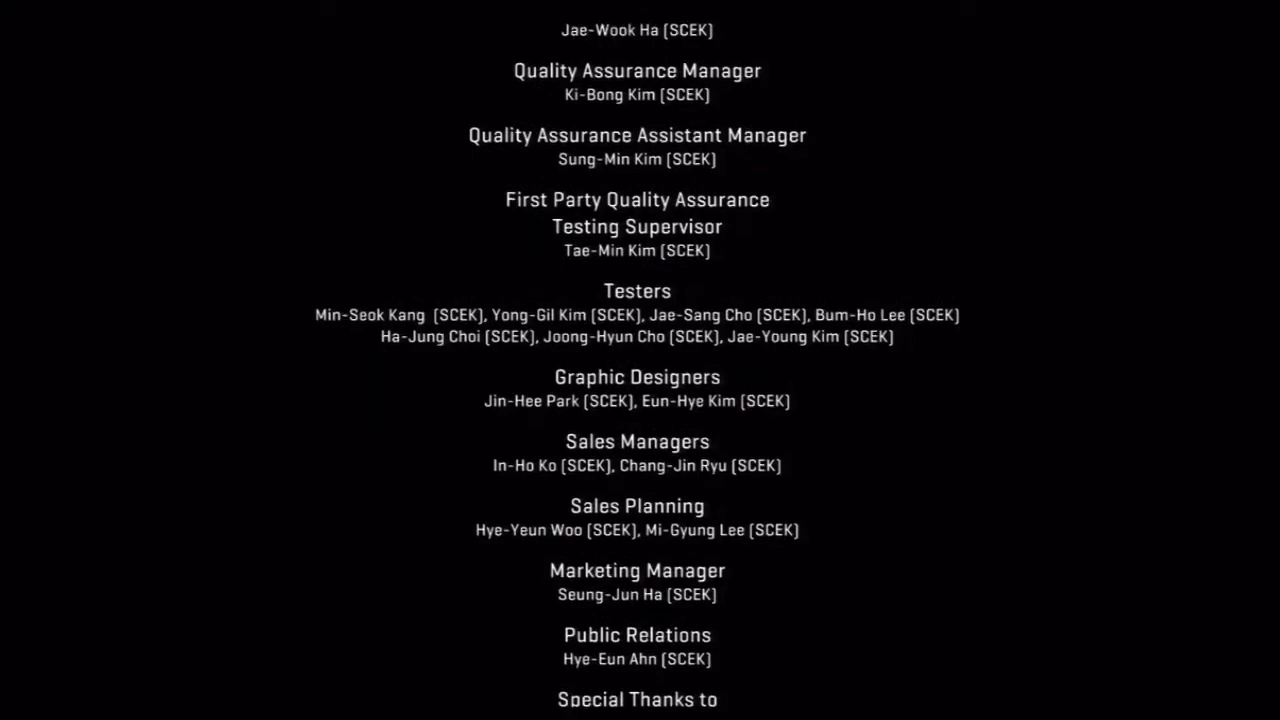 Jae-Wook Ha (SCEK)
Quality Assurance Manager
Ki-Bong Kim (SCEK)
Quality Assurance Assistant Manager
Sung-Min Kim (SCEK)
First Party Quality Assurance
Testing Supervisor
Tae-Min Kim (SCEK)
Testers
Min-Seok Kang  (SCEK), Yong-Gil Kim (SCEK), Jae-Sang Cho (SCEK), Bum-Ho Lee (SCEK)
Ha-Jung Choi (SCEK), Joong-Hyun Cho (SCEK), Jae-Young Kim (SCEK)
Graphic Designers
Jin-Hee Park (SCEK), Eun-Hye Kim (SCEK)
Sales Managers
In-Ho Ko (SCEK), Chang-Jin Ryu (SCEK)
Sales Planning
Hye-Yeun Woo (SCEK), Mi-Gyung Lee (SCEK)
Marketing Manager
Seung-Jun Ha (SCEK)
Public Relations
Hye-Eun Ahn (SCEK)
Special Thanks to